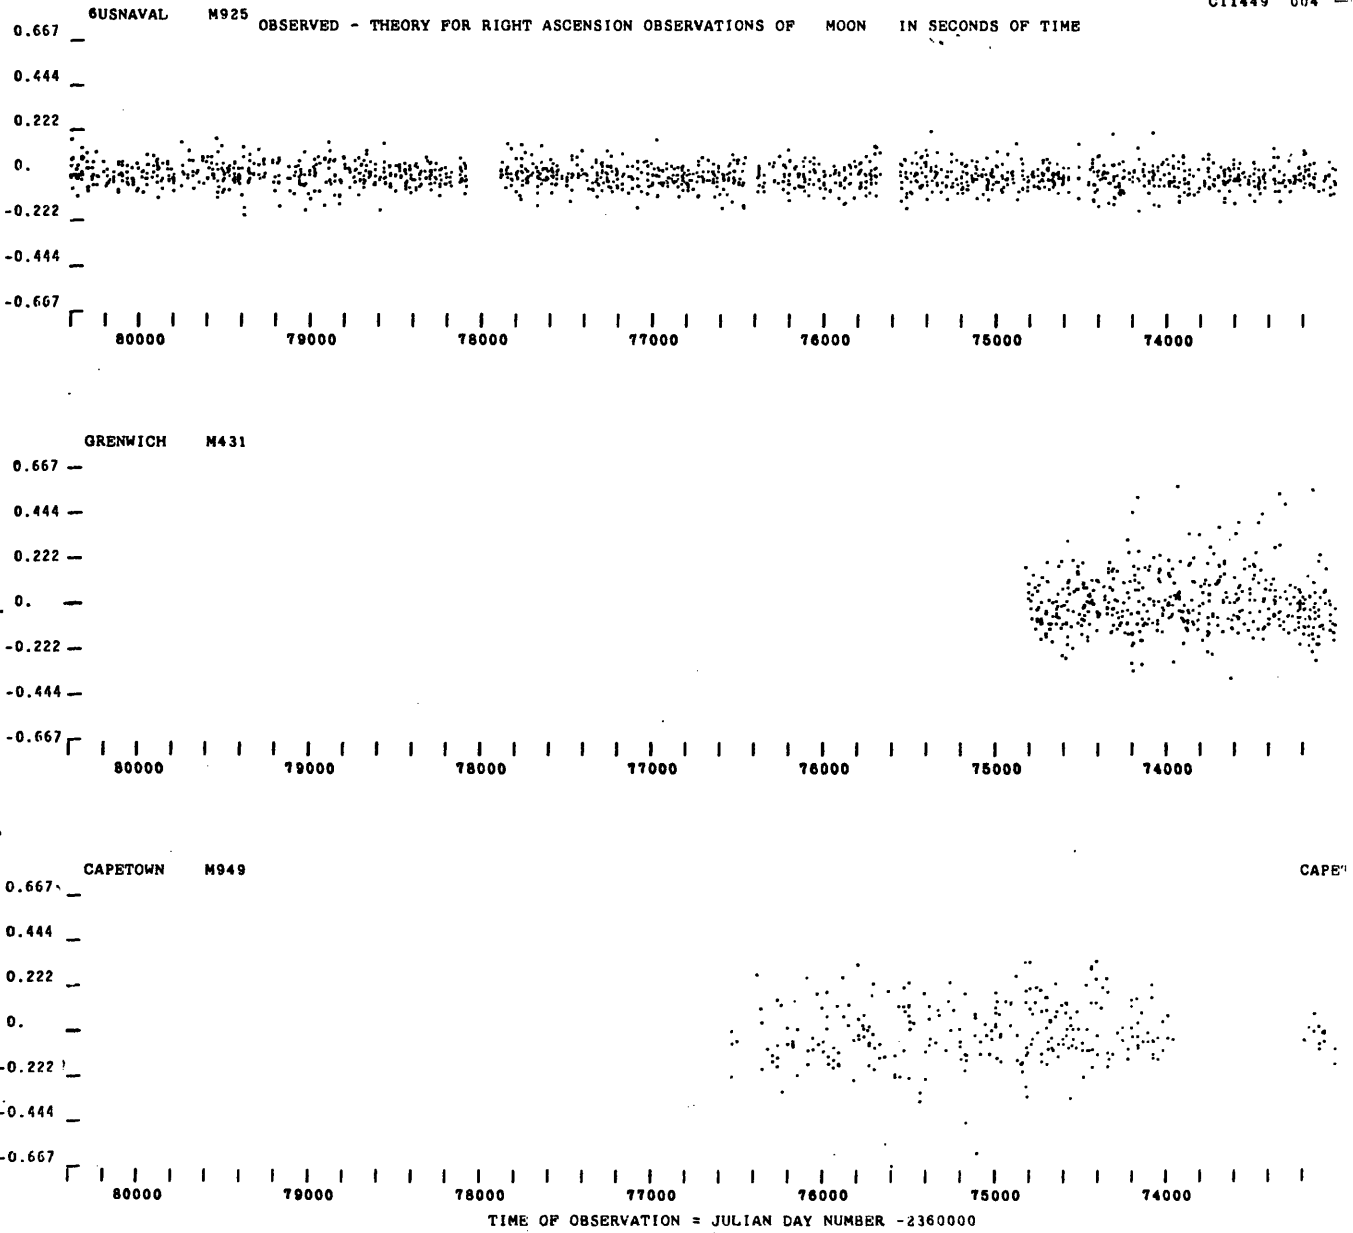 6USNAVAL M925
OBSERVED - THEORY FOR RIGHT ASCENSION OBSERVATIONS OF MOON IN SECONDS OF TIME
0.667
0.444
0.222
0.
-0.222
-0.444
-0.667
80000 79000 78000 77000 76000 75000 74000
GRENWICH M431
0.667
0.444
0.222
0.
-0.222
-0.444
-0.667
80000 79000 78000 77000 76000 75000 74000
CAPETOWN M949
CAPE
0.667
0.444
0.222
0.
-0.222
-0.444
-0.667
80000 79000 78000 77000 76000 75000 74000
TIME OF OBSERVATION = JULIAN DAY NUMBER -2360000